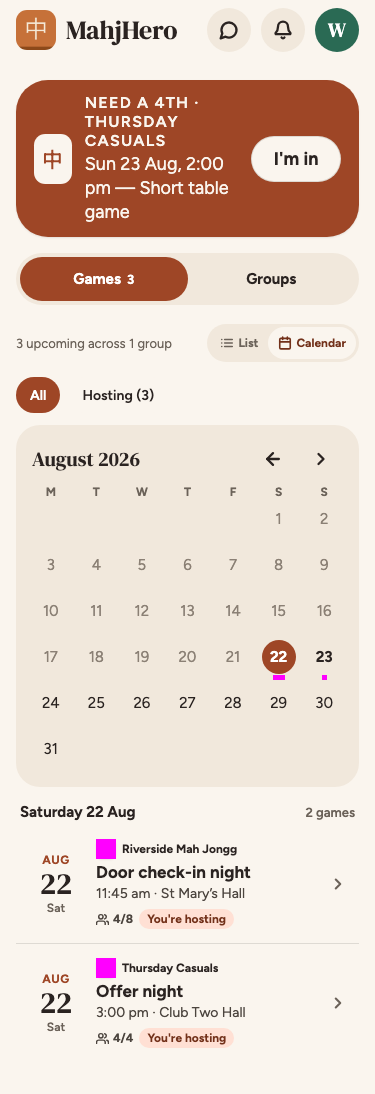 中 MahjHero W
NEED A 4TH ·
THURSDAY
CASUALS
中
Sun 23 Aug, 2:00
pm — Short table
game
I'm in
Games 3 Groups
3 upcoming across 1 group List Calendar
All Hosting (3)
August 2026
M T W T F S S
1 2
3 4 5 6 7 8 9
10 11 12 13 14 15 16
17 18 19 20 21 22 23
24 25 26 27 28 29 30
31
Saturday 22 Aug 2 games
AUG
22
Sat
Riverside Mah Jongg
Door check-in night
11:45 am · St Mary's Hall
4/8 You're hosting
AUG
22
Sat
Thursday Casuals
Offer night
3:00 pm · Club Two Hall
4/4 You're hosting